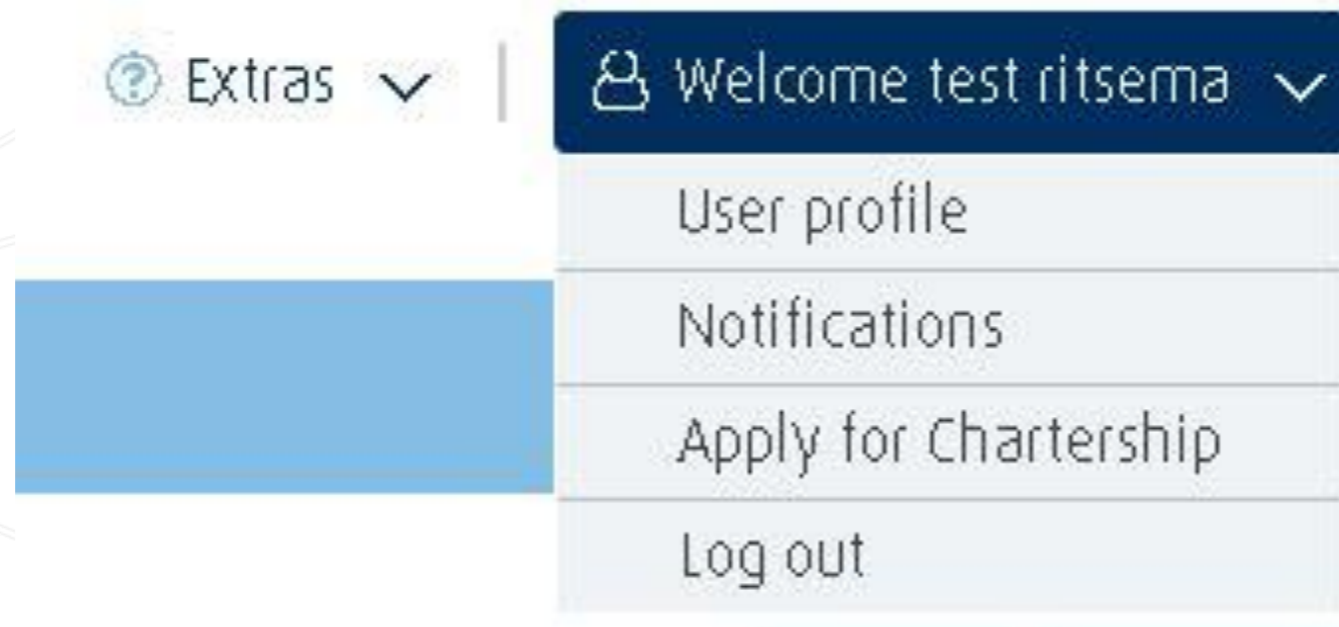 Extras
Welcome test ritsema
User profile
Notifications
Apply for Chartership
Log out